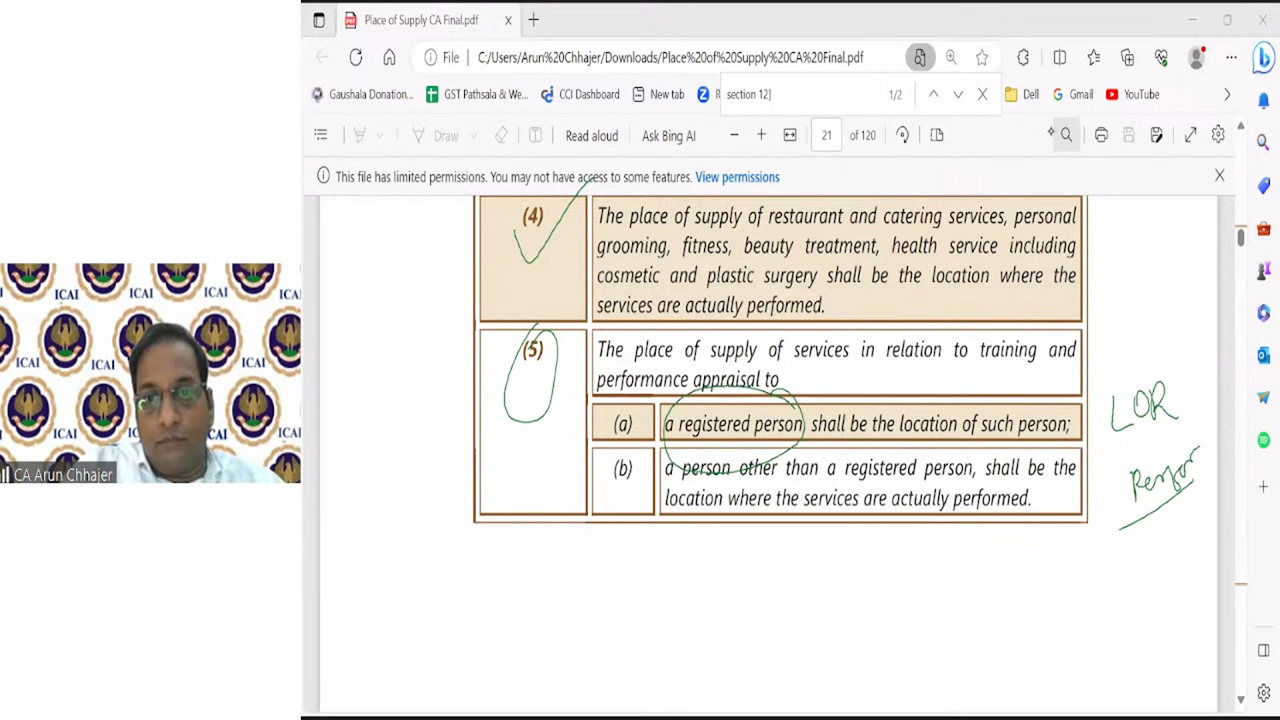 Place of Supply CA Final.pdf
File
C:/Users/Arun%20Chhajer/Downloads/Place%20of%20Supply%20CA%20Final.pdf
Gaushala Donation...
GST Pathsala & We...
CCI Dashboard
New tab
section 12]
1/2
Dell
Gmail
YouTube
Draw
Read aloud
Ask Bing AI
21
of 120
This file has limited permissions. You may not have access to some features. View permissions
(4)
The place of supply of restaurant and catering services, personal
grooming, fitness, beauty treatment, health service including
cosmetic and plastic surgery shall be the location where the
services are actually performed.
(5)
The place of supply of services in relation to training and
performance appraisal to
(a)
a registered person shall be the location of such person;
(b)
a person other than a registered person, shall be the
location where the services are actually performed.
LOR
Perfor
ICAI
ICAI
ICAI
ICAI
ICAI
ICAI
ICAI
CA Arun Chhajer